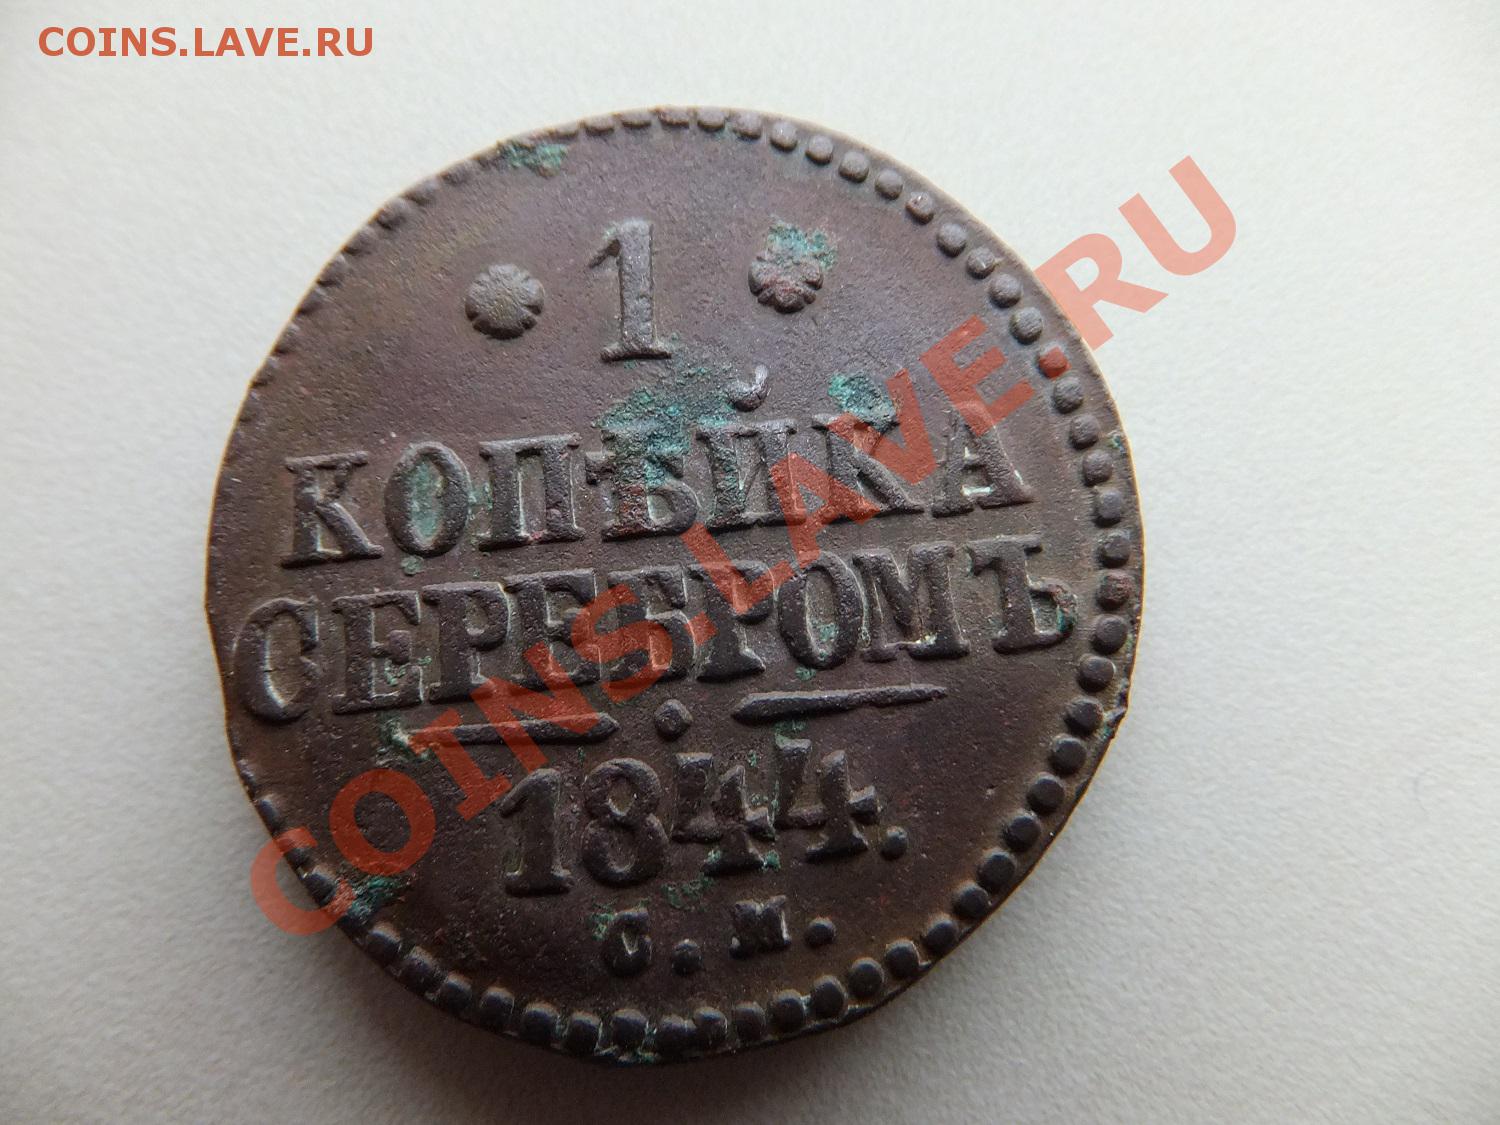 COINS.LAVE.RU
1
КОПѢЙКА
СЕРЕБРОМЪ
1844.
С. М.
COINS.LAVE.RU